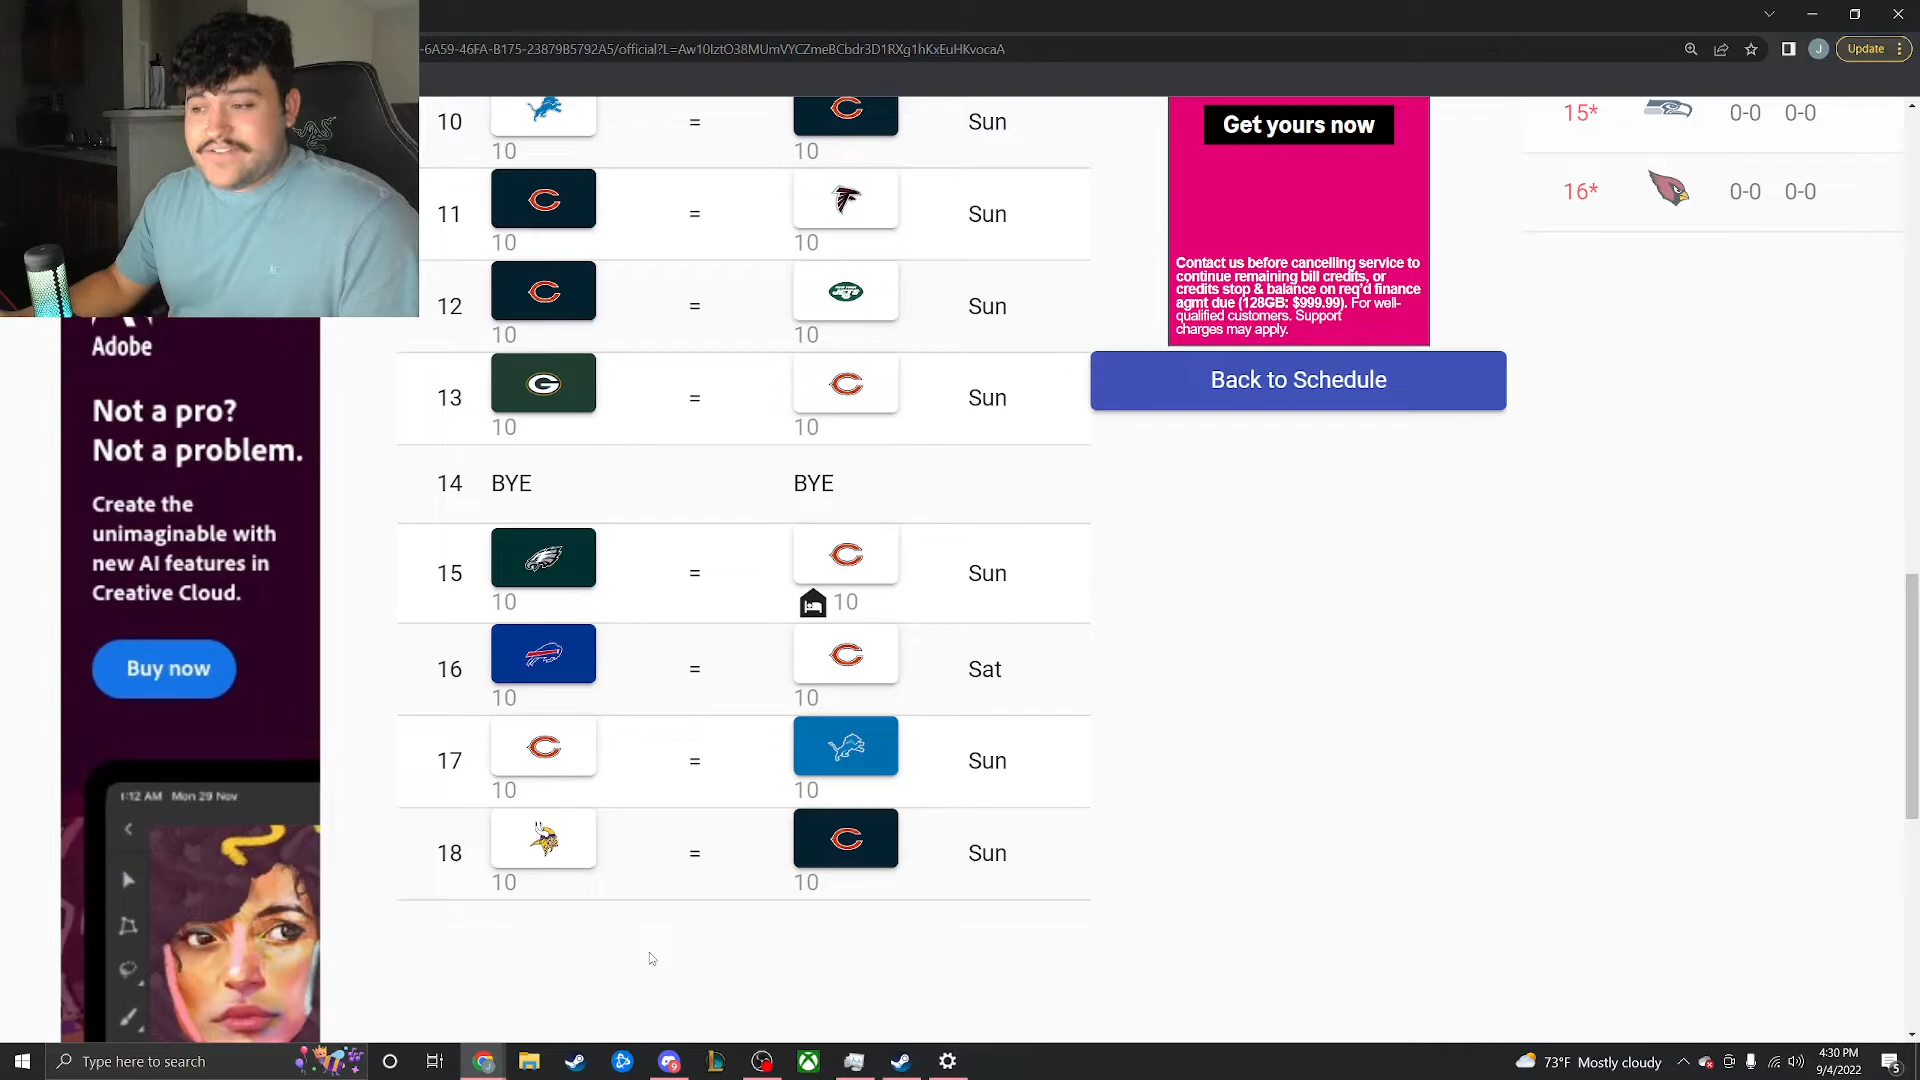 -6A59-46FA-B175-23879B5792A5/official?L=Aw10IztO38MUmVYCZmeBCbdr3D1RXg1hKxEuHKvocaA
J
Update
10 = Sun
10 10
11 = Sun
10 10
12 = Sun
10 10
13 = Sun
10 10
14 BYE BYE
15 = Sun
10 10
16 = Sat
10 10
17 = Sun
10 10
18 = Sun
10 10
Get yours now
Contact us before cancelling service to
continue remaining bill credits, or
credits stop & balance on req'd finance
agmt due (128GB: $999.99). For well-
qualified customers. Support
charges may apply.
Back to Schedule
15* 0-0 0-0
16* 0-0 0-0
Adobe
Not a pro?
Not a problem.
Create the
unimaginable with
new AI features in
Creative Cloud.
Buy now
1:12 AM Mon 29 Nov
Type here to search
9
73°F Mostly cloudy
4:30 PM
9/4/2022
5